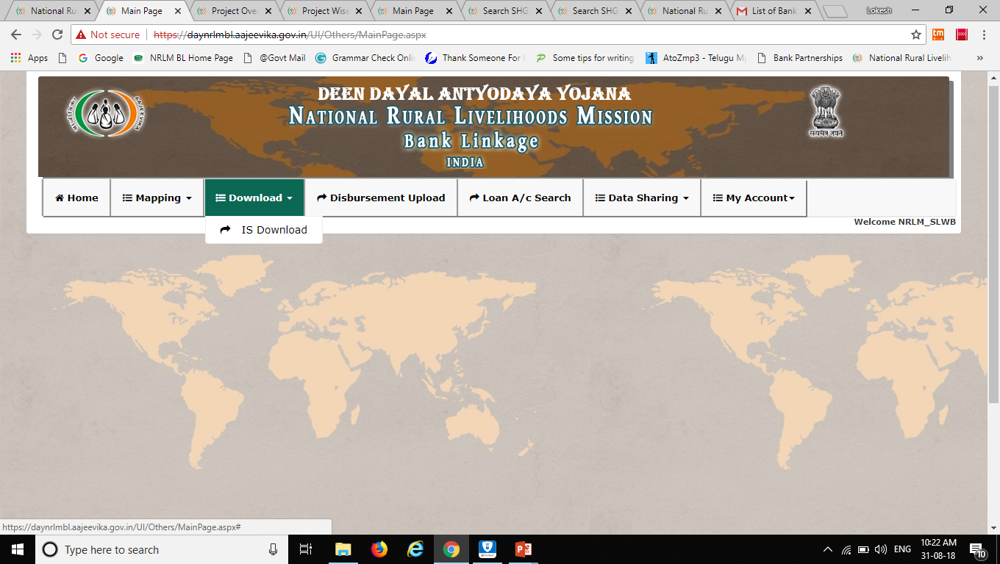 National Ru
Main Page
Project Over
Project Wise
Main Page
Search SHG
Search SHG
National Ru
List of Bank
Lokesh
Not secure
https://daynrlmbl.aajeevika.gov.in/UI/Others/MainPage.aspx
Apps
Google
NRLM BL Home Page
@Govt Mail
Grammar Check Onli
Thank Someone For
Some tips for writing
AtoZmp3 - Telugu M
Bank Partnerships
National Rural Livelih
»
DEEN DAYAL ANTYODAYA YOJANA
NATIONAL RURAL LIVELIHOODS MISSION
Bank Linkage
INDIA
AAJEEVIKA
सत्यमेव जयते
Home
Mapping
Download
Disbursement Upload
Loan A/c Search
Data Sharing
My Account
IS Download
Welcome NRLM_SLWB
https://daynrlmbl.aajeevika.gov.in/UI/Others/MainPage.aspx#
Type here to search
ENG
10:22 AM
31-08-18
10